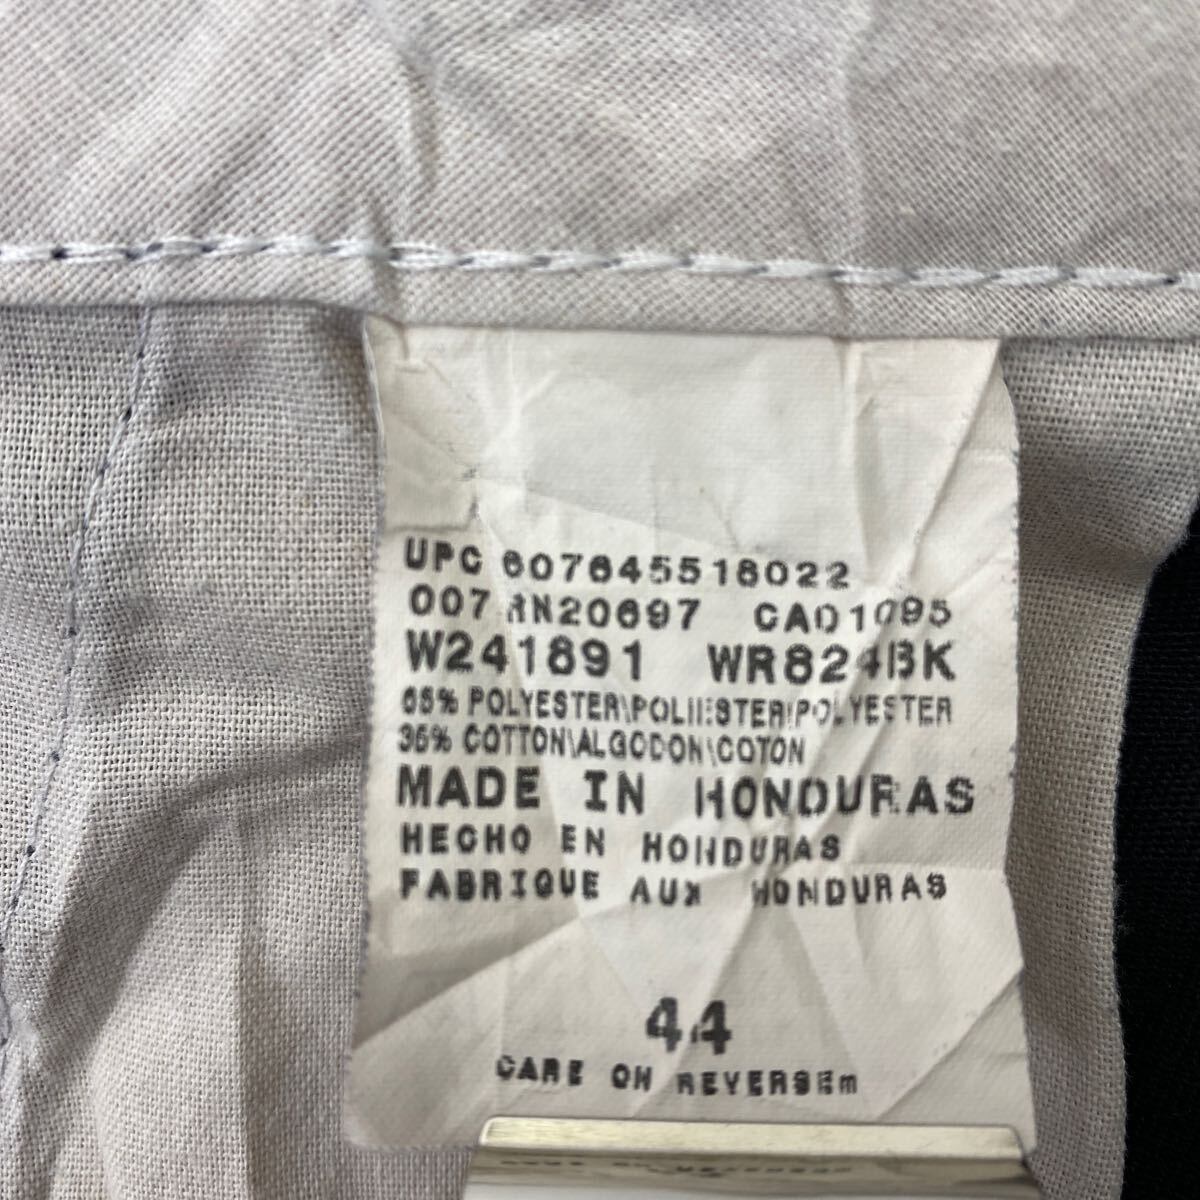 UPC 607645518022
007 RN20697 CA01095
W241891 WR824BK
65% POLYESTER\POLIESTER\POLYESTER
35% COTTON\ALGODON\COTON
MADE IN HONDURAS
HECHO EN HONDURAS
FABRIQUE AUX HONDURAS
44
CARE ON REVERSEm